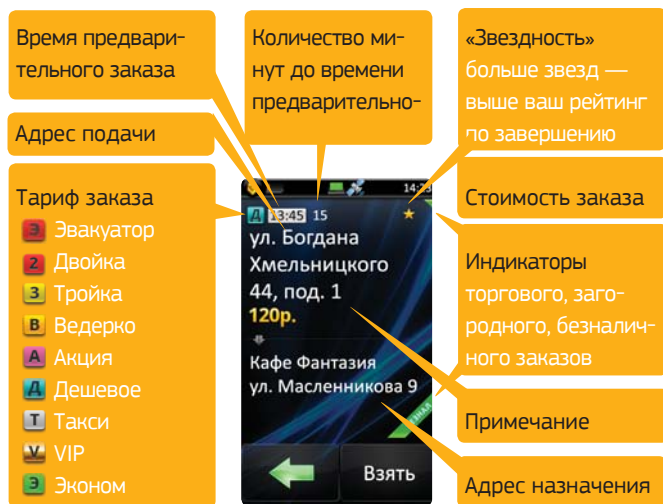 Время предвари-
тельного заказа
Количество ми-
нут до времени
предварительно-
«Звездность»
больше звезд —
выше ваш рейтинг
по завершению
Адрес подачи
Тариф заказа
Э Эвакуатор
2 Двойка
3 Тройка
В Ведерко
А Акция
Д Дешевое
Т Такси
V VIP
Э Эконом
Д 13:45 15
ул. Богдана
Хмельницкого
44, под. 1
120р.
Кафе Фантазия
ул. Масленникова 9
Взять
Стоимость заказа
Индикаторы
торгового, заго-
родного, безналич-
ного заказов
Примечание
Адрес назначения